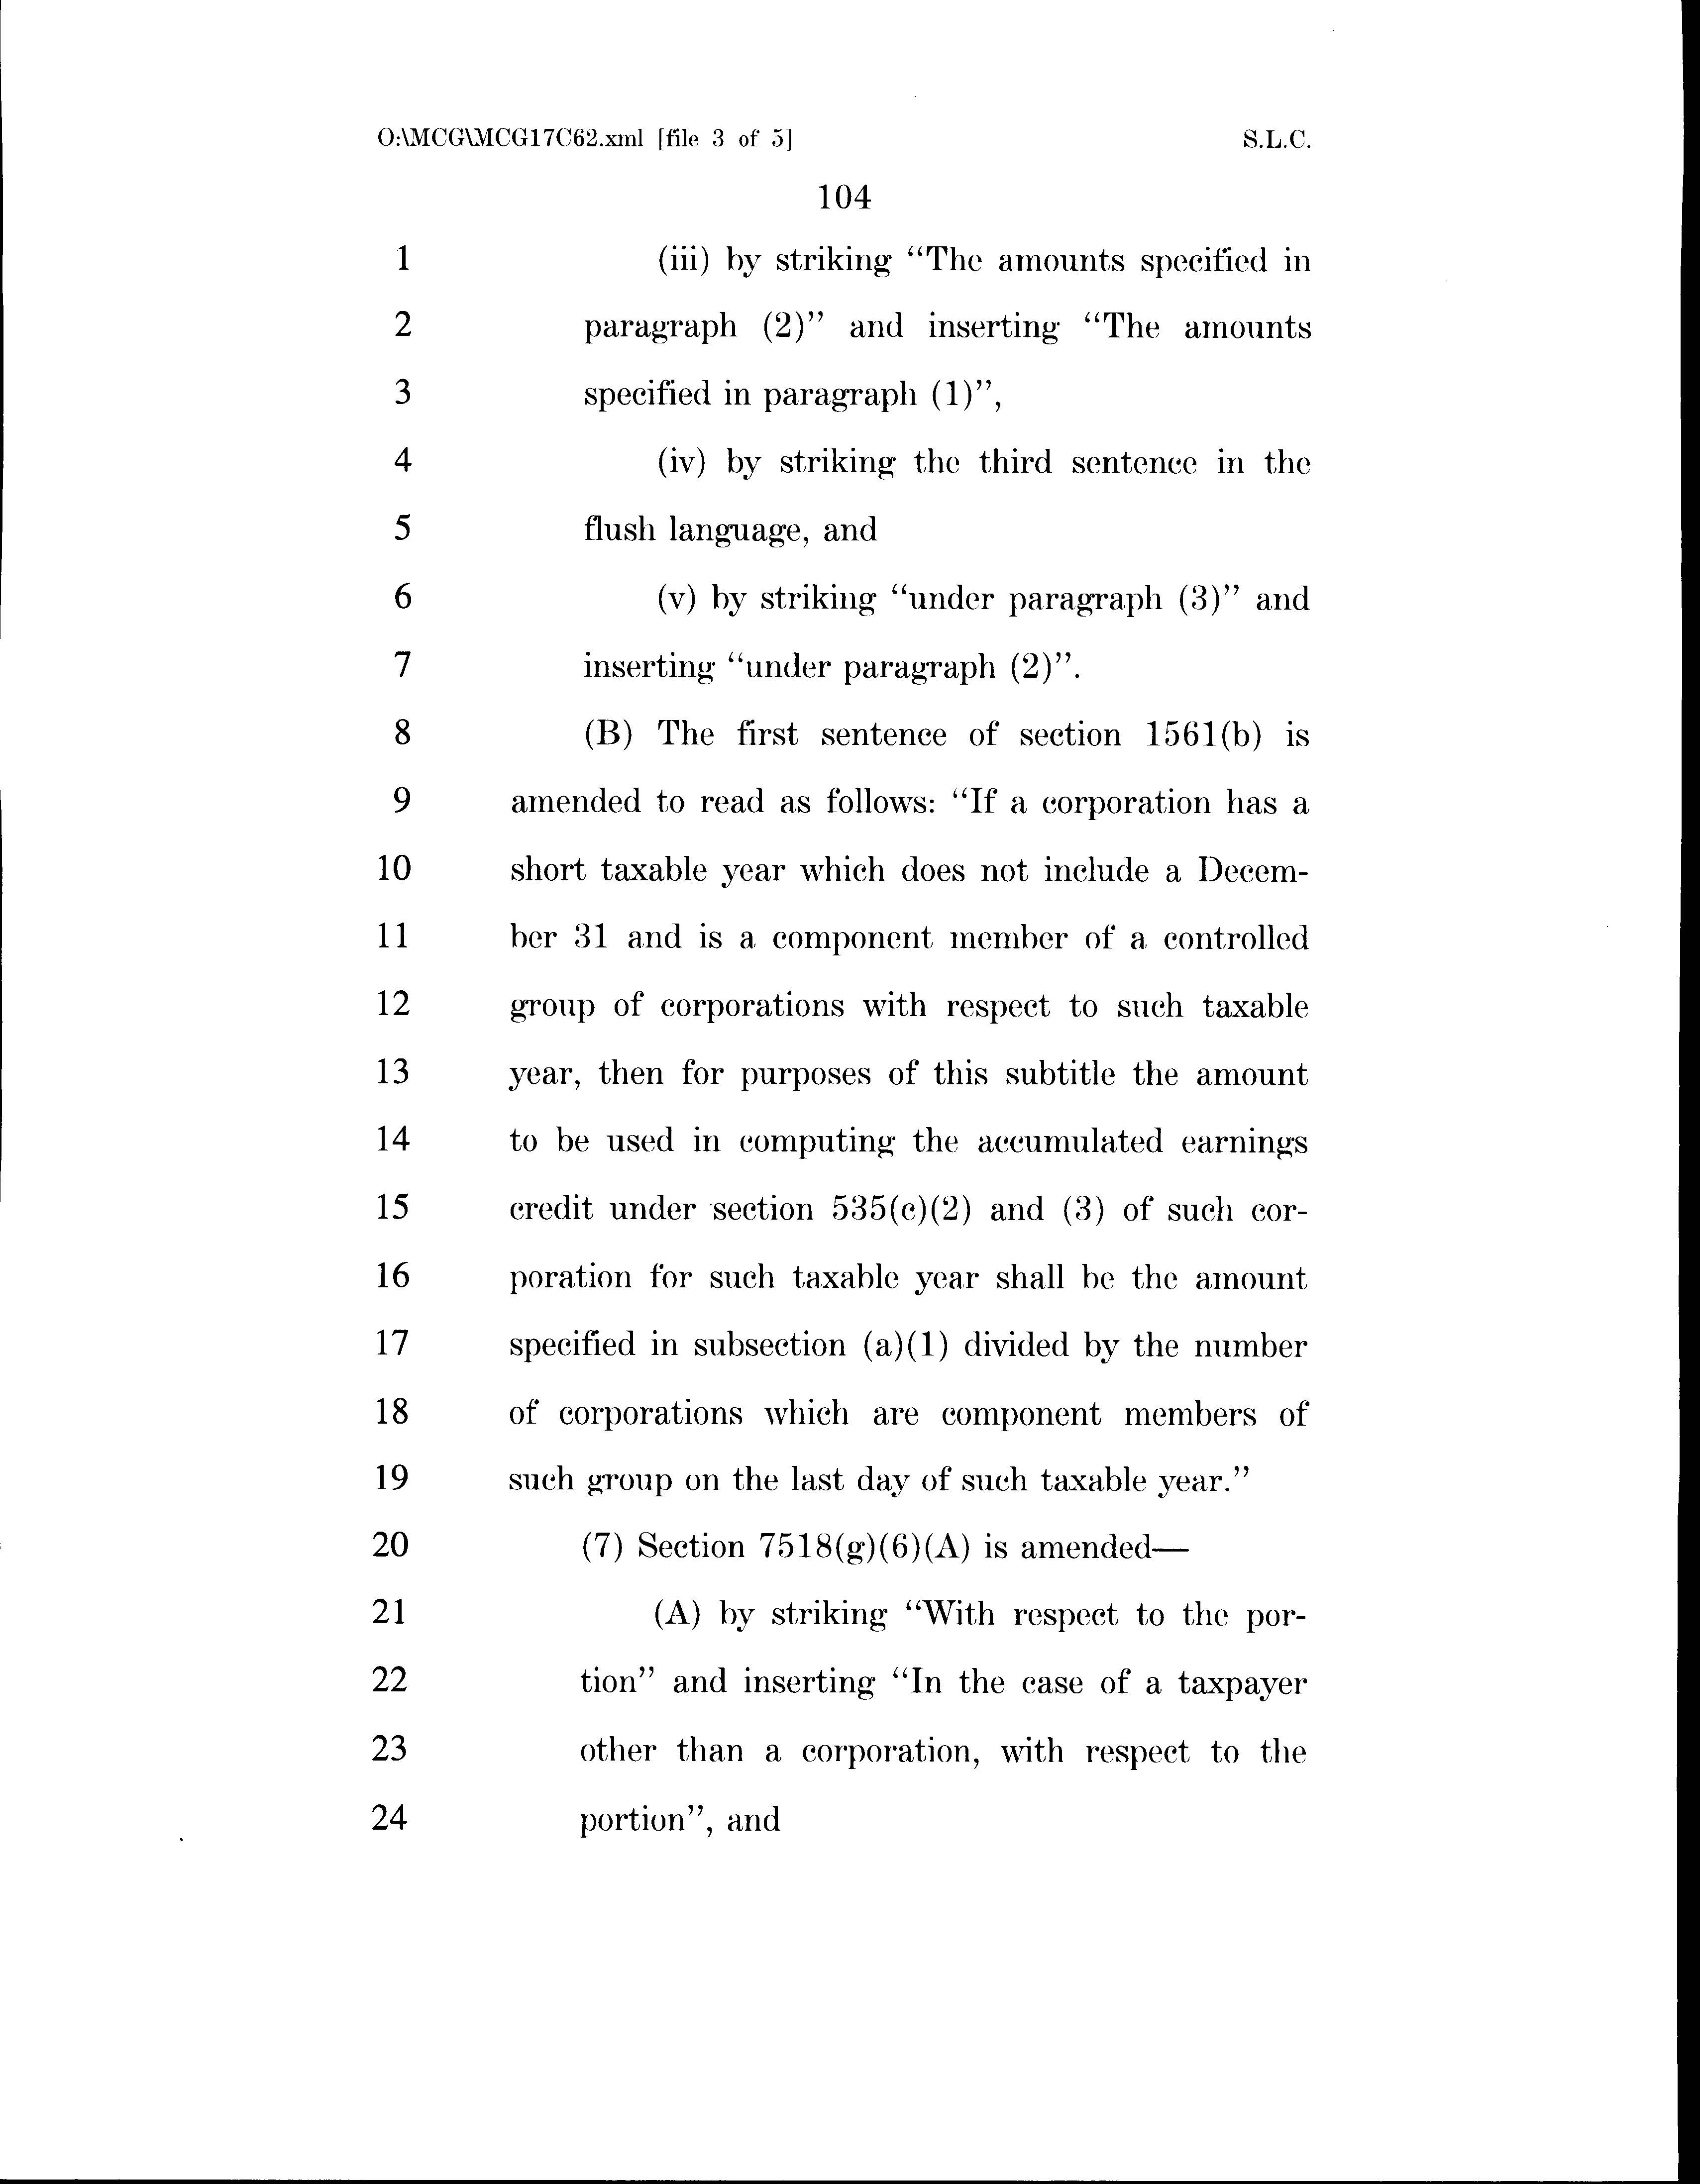 O:\MCG\MCG17C62.xml [file 3 of 5] S.L.C.
104
1 (iii) by striking “The amounts specified in
2 paragraph (2)” and inserting “The amounts
3 specified in paragraph (1)”,
4 (iv) by striking the third sentence in the
5 flush language, and
6 (v) by striking “under paragraph (3)” and
7 inserting “under paragraph (2)”.
8 (B) The first sentence of section 1561(b) is
9 amended to read as follows: “If a corporation has a
10 short taxable year which does not include a Decem-
11 ber 31 and is a component member of a controlled
12 group of corporations with respect to such taxable
13 year, then for purposes of this subtitle the amount
14 to be used in computing the accumulated earnings
15 credit under section 535(c)(2) and (3) of such cor-
16 poration for such taxable year shall be the amount
17 specified in subsection (a)(1) divided by the number
18 of corporations which are component members of
19 such group on the last day of such taxable year.”
20 (7) Section 7518(g)(6)(A) is amended—
21 (A) by striking “With respect to the por-
22 tion” and inserting “In the case of a taxpayer
23 other than a corporation, with respect to the
24 portion”, and